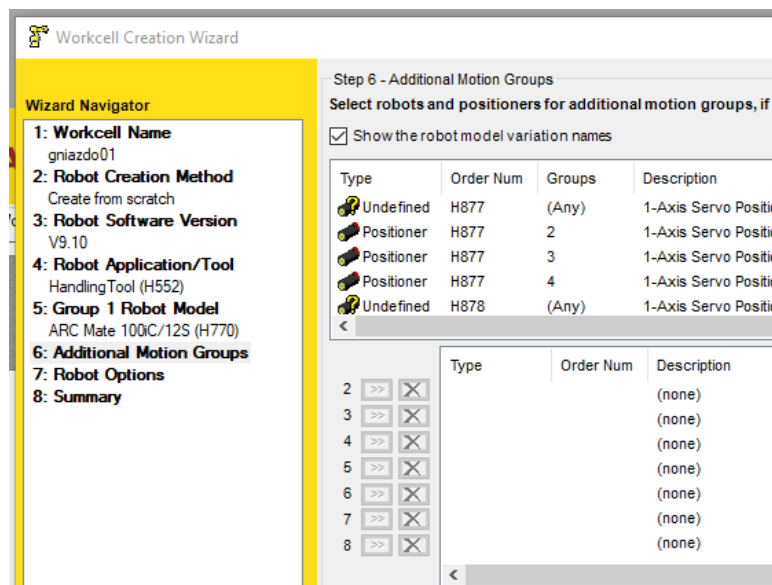 Workcell Creation Wizard
Wizard Navigator
1: Workcell Name
gniazdo01
2: Robot Creation Method
Create from scratch
3: Robot Software Version
V9.10
4: Robot Application/Tool
HandlingTool (H552)
5: Group 1 Robot Model
ARC Mate 100iC/12S (H770)
6: Additional Motion Groups
7: Robot Options
8: Summary
Step 6 - Additional Motion Groups
Select robots and positioners for additional motion groups, if
Show the robot model variation names
Type Order Num Groups Description
Undefined H877 (Any) 1-Axis Servo Positi
Positioner H877 2 1-Axis Servo Positi
Positioner H877 3 1-Axis Servo Positi
Positioner H877 4 1-Axis Servo Positi
Undefined H878 (Any) 1-Axis Servo Positi
Type Order Num Description
2 >> (none)
3 >> (none)
4 >> (none)
5 >> (none)
6 >> (none)
7 >> (none)
8 >> (none)